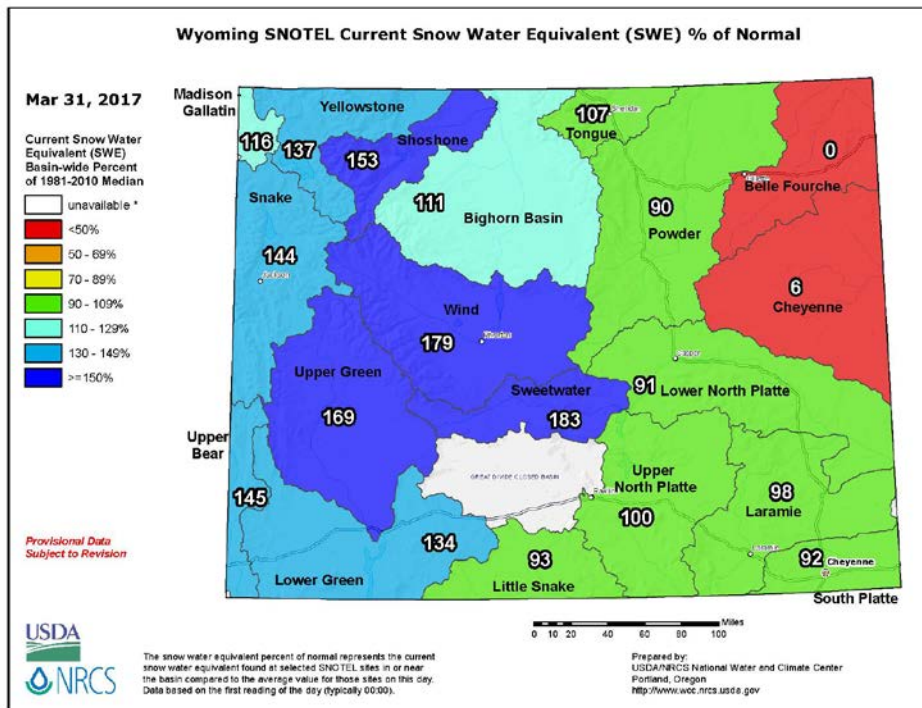 Wyoming SNOTEL Current Snow Water Equivalent (SWE) % of Normal
Mar 31, 2017
Current Snow Water
Equivalent (SWE)
Basin-wide Percent
of 1981-2010 Median
unavailable *
<50%
50 - 69%
70 - 89%
90 - 109%
110 - 129%
130 - 149%
>=150%
Provisional Data
Subject to Revision
Madison
Gallatin
116
Yellowstone
137
Shoshone
153
107
Tongue
0
Belle Fourche
Snake
144
Jackson
111
Bighorn Basin
90
Powder
6
Cheyenne
Wind
179
Riverton
Upper Green
169
Sweetwater
183
Casper
91
Lower North Platte
Upper
Bear
145
GREAT DIVIDE CLOSED BASIN
Upper
North Platte
100
98
Laramie
134
Lower Green
93
Little Snake
92
Cheyenne
South Platte
Miles
0 10 20 40 60 80 100
USDA
NRCS
The snow water equivalent percent of normal represents the current
snow water equivalent found at selected SNOTEL sites in or near
the basin compared to the average value for those sites on this day.
Data based on the first reading of the day (typically 00:00).
Prepared by:
USDA/NRCS National Water and Climate Center
Portland, Oregon
http://www.wcc.nrcs.usda.gov